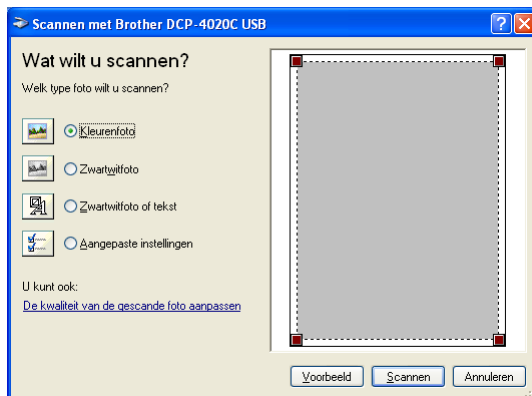 Scannen met Brother DCP-4020C USB
Wat wilt u scannen?
Welk type foto wilt u scannen?
Kleurenfoto
Zwartwitfoto
Zwartwitfoto of tekst
Aangepaste instellingen
U kunt ook:
De kwaliteit van de gescande foto aanpassen
Voorbeeld Scannen Annuleren